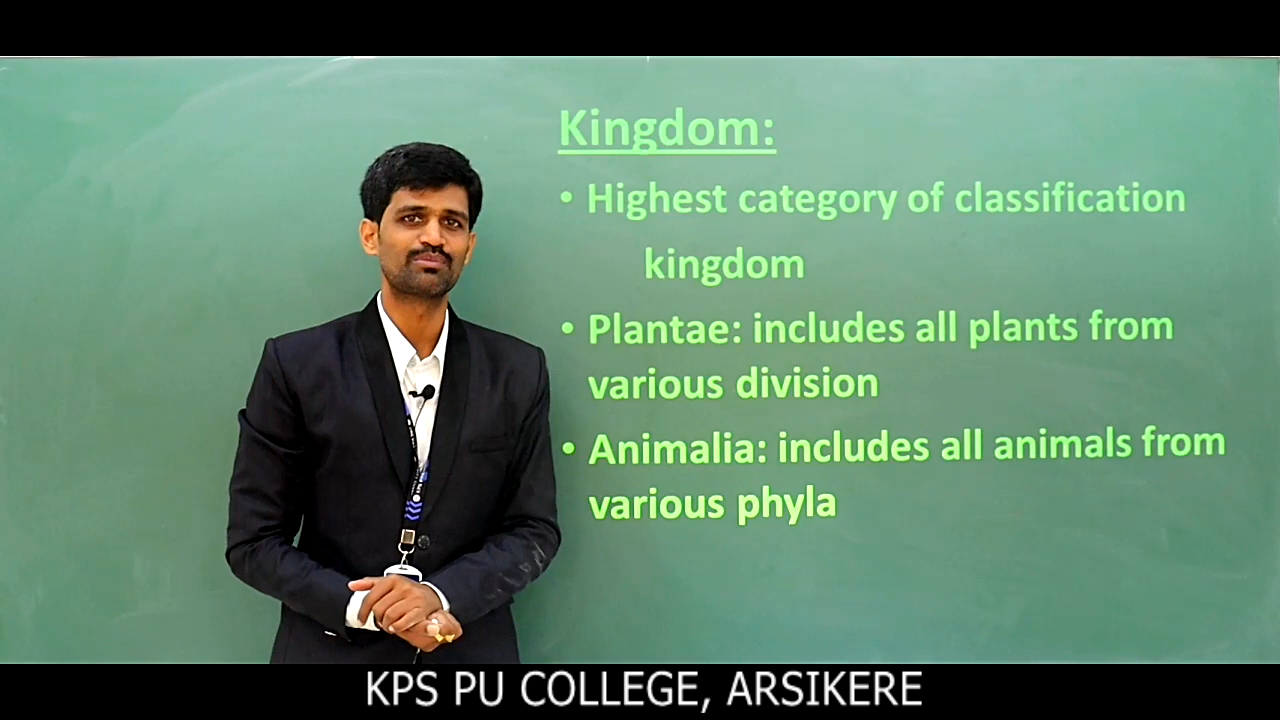 Kingdom:
• Highest category of classification
kingdom
• Plantae: includes all plants from
various division
• Animalia: includes all animals from
various phyla
KPS PU COLLEGE, ARSIKERE